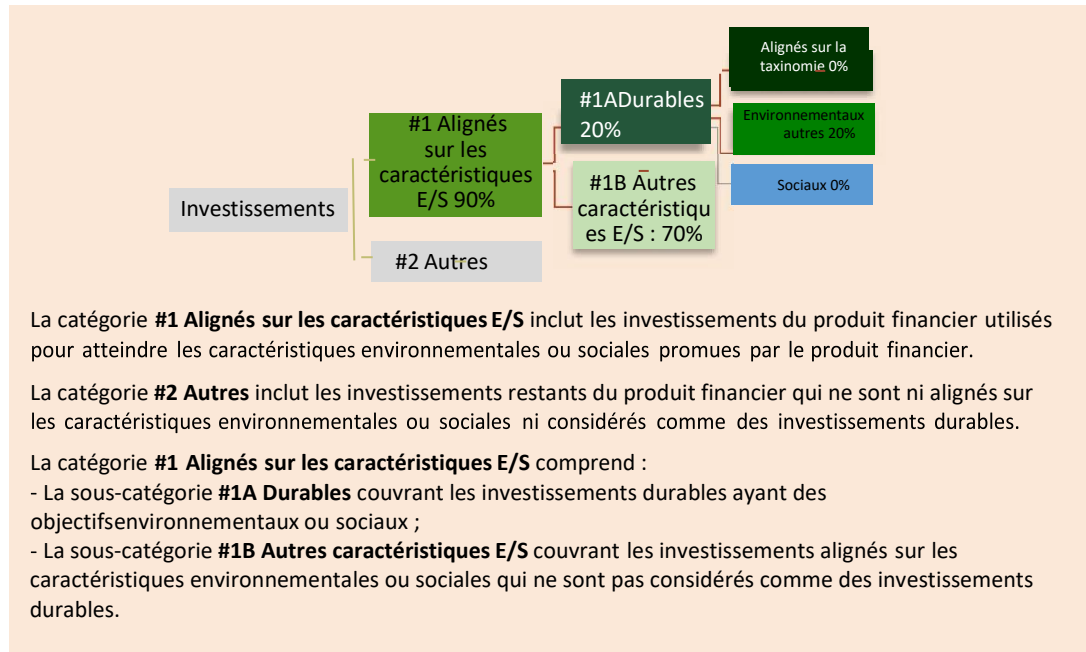 Investissements
#1 Alignés
sur les
caractéristiques
E/S 90%
#2 Autres
#1ADurables
20%
#1B Autres
caractéristiqu
es E/S : 70%
Alignés sur la
taxinomie 0%
Environnementaux
autres 20%
Sociaux 0%
La catégorie #1 Alignés sur les caractéristiques E/S inclut les investissements du produit financier utilisés
pour atteindre les caractéristiques environnementales ou sociales promues par le produit financier.
La catégorie #2 Autres inclut les investissements restants du produit financier qui ne sont ni alignés sur
les caractéristiques environnementales ou sociales ni considérés comme des investissements durables.
La catégorie #1 Alignés sur les caractéristiques E/S comprend :
- La sous-catégorie #1A Durables couvrant les investissements durables ayant des
objectifsenvironnementaux ou sociaux ;
- La sous-catégorie #1B Autres caractéristiques E/S couvrant les investissements alignés sur les
caractéristiques environnementales ou sociales qui ne sont pas considérés comme des investissements
durables.